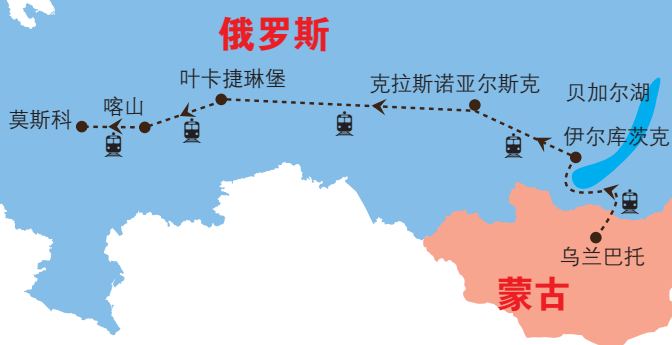 俄罗斯
叶卡捷琳堡
克拉斯诺亚尔斯克
贝加尔湖
莫斯科
喀山
伊尔库茨克
乌兰巴托
蒙古